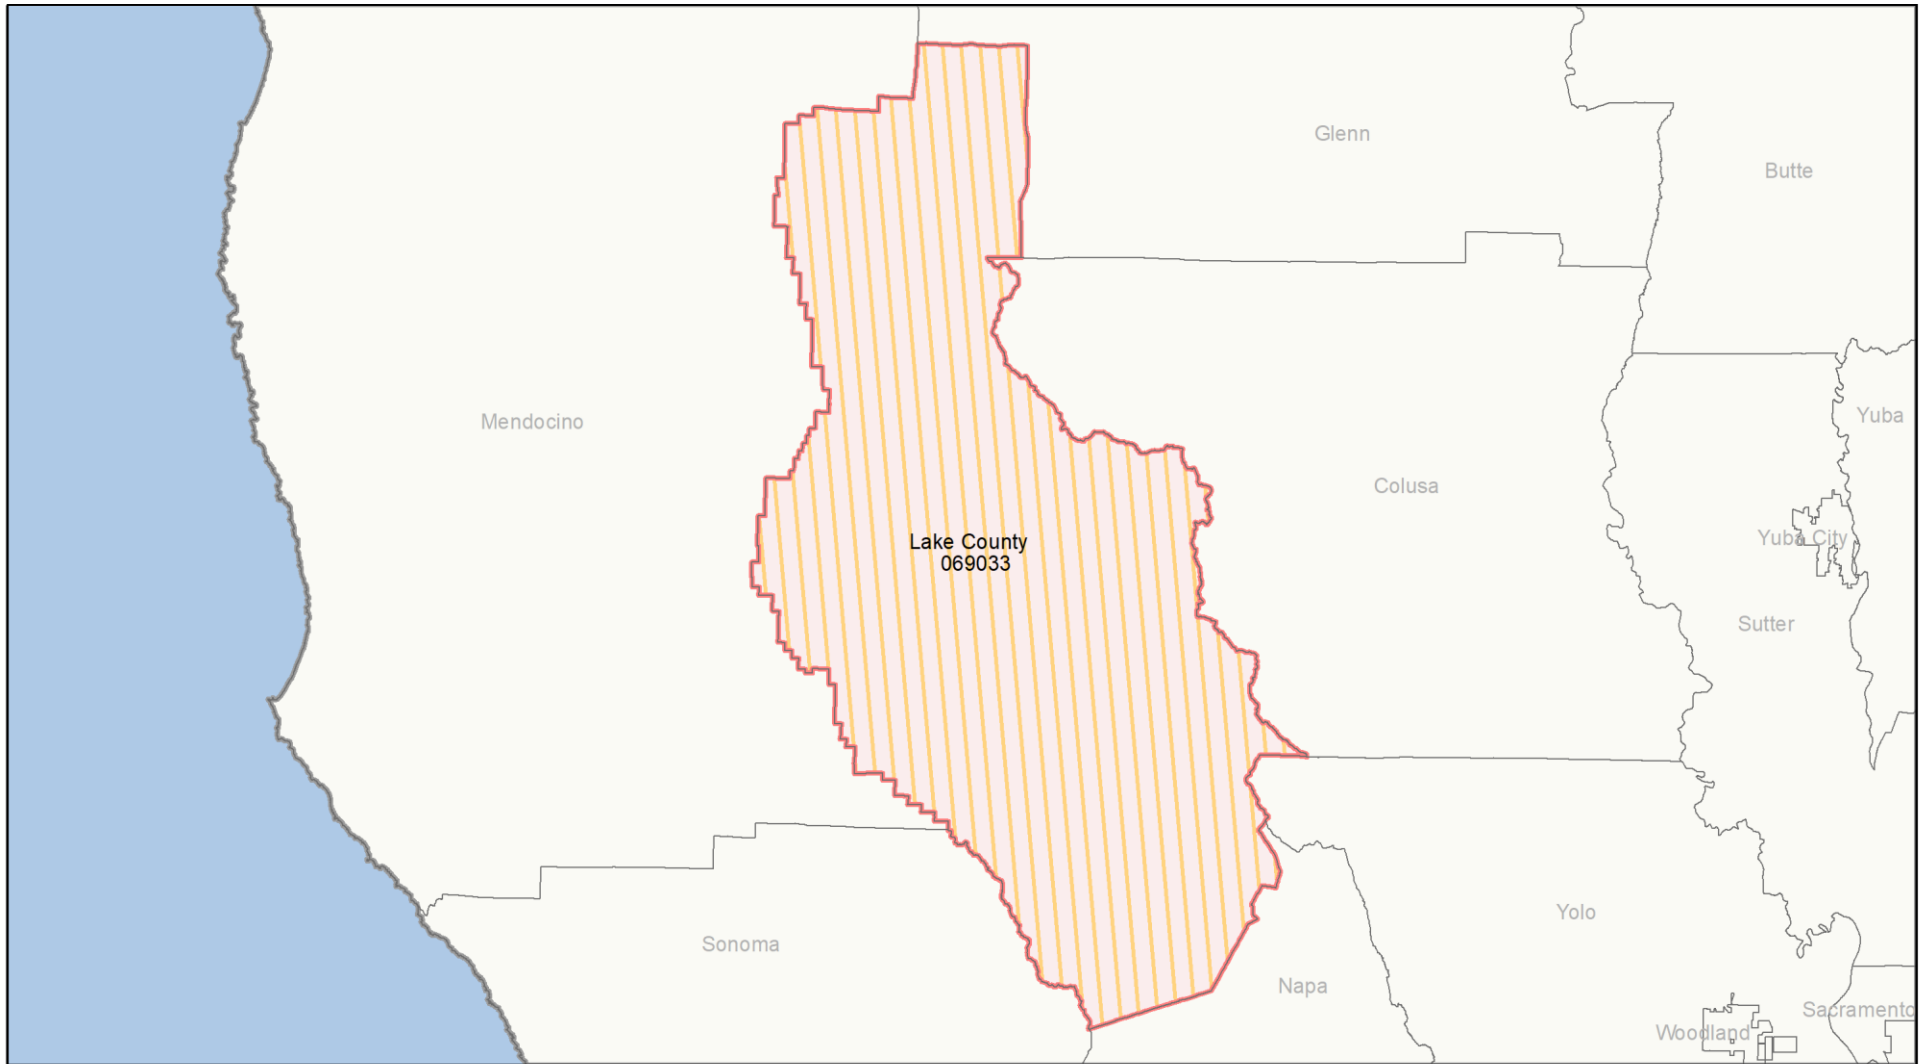 Glenn
Butte
Mendocino
Yuba
Colusa
Yuba City
Lake County
069033
Sutter
Yolo
Sonoma
Napa
Sacramento
Woodland